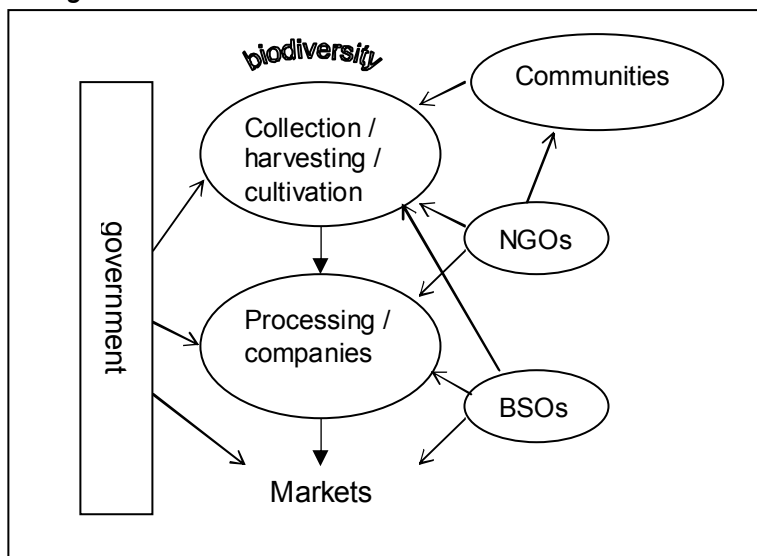 biodiversity
Communities
Collection /
harvesting /
cultivation
government
NGOs
Processing /
companies
BSOs
Markets